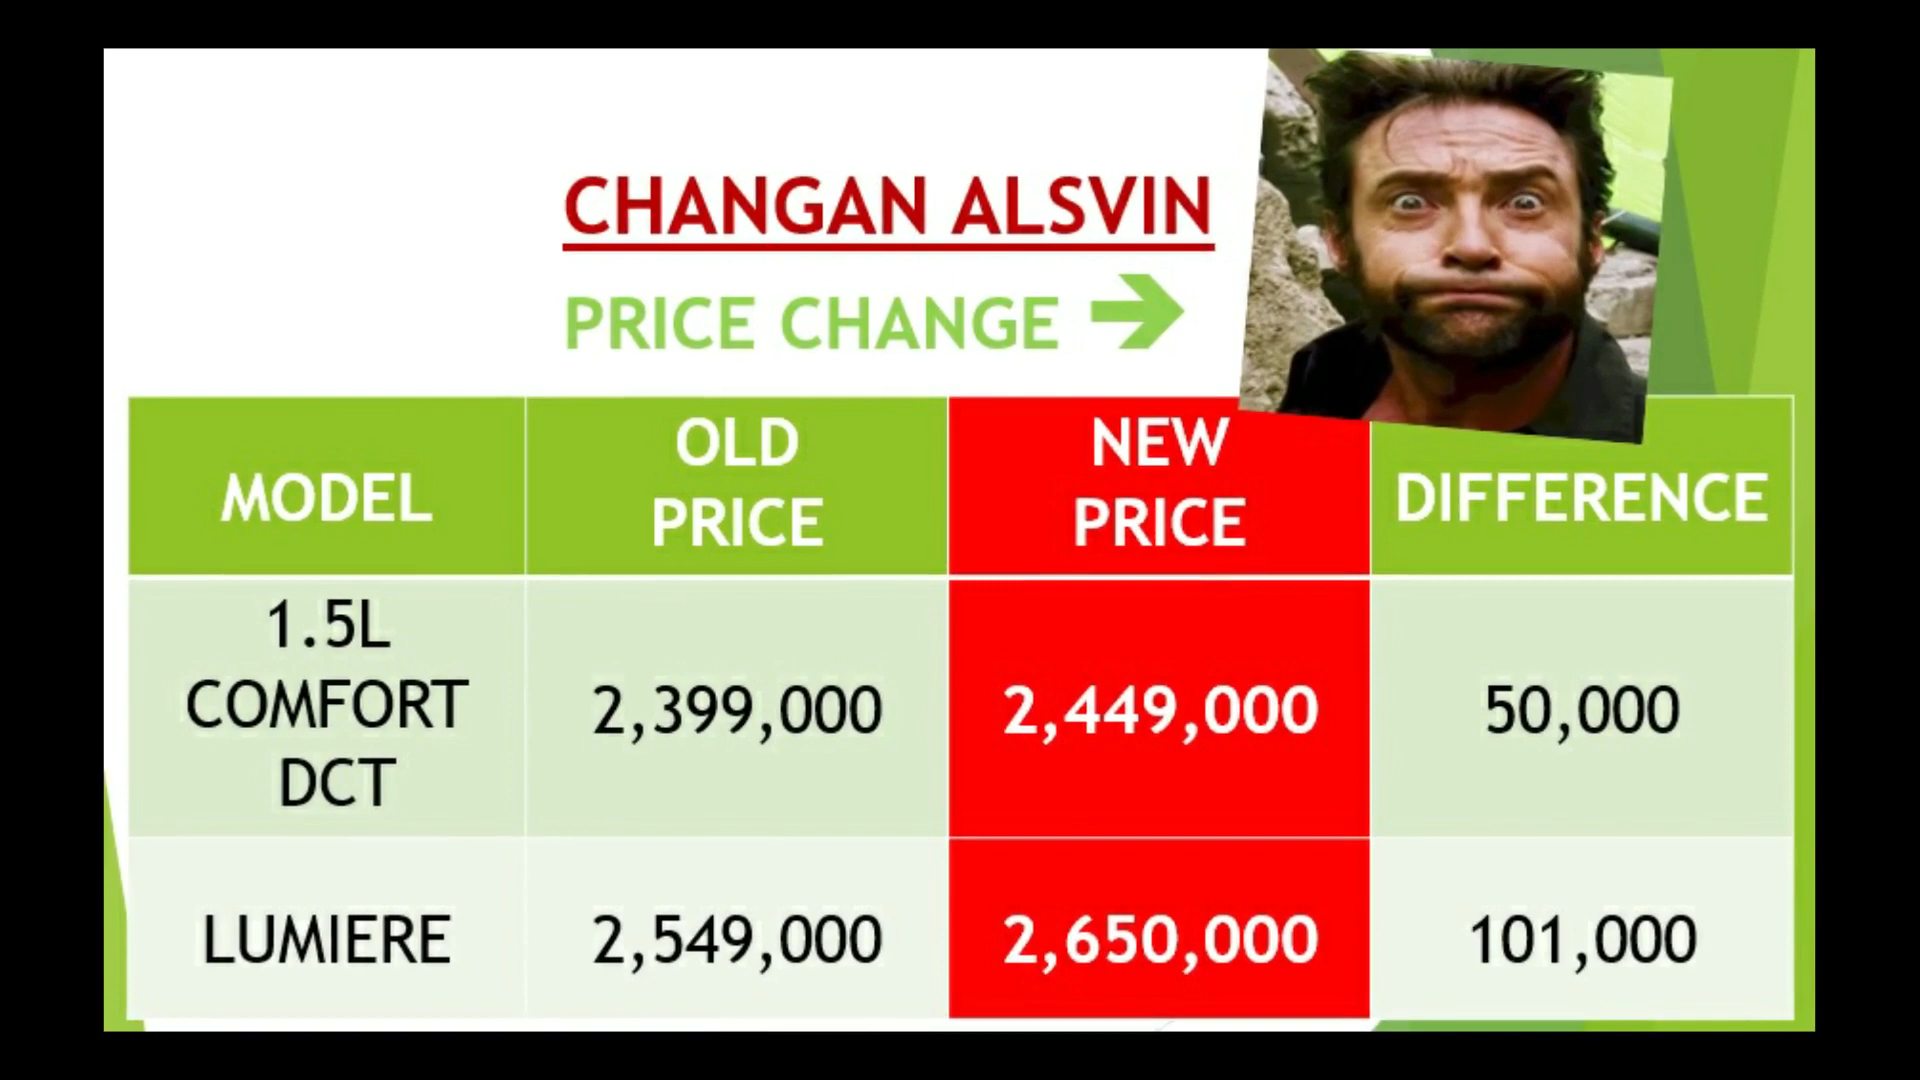 CHANGAN ALSVIN
PRICE CHANGE
MODEL
OLD
PRICE
NEW
PRICE
DIFFERENCE
1.5L
COMFORT
DCT
2,399,000
2,449,000
50,000
LUMIERE
2,549,000
2,650,000
101,000